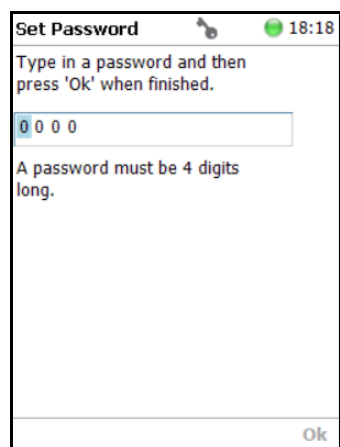 Set Password 18:18
Type in a password and then
press 'Ok' when finished.
0 0 0 0
A password must be 4 digits
long.
Ok